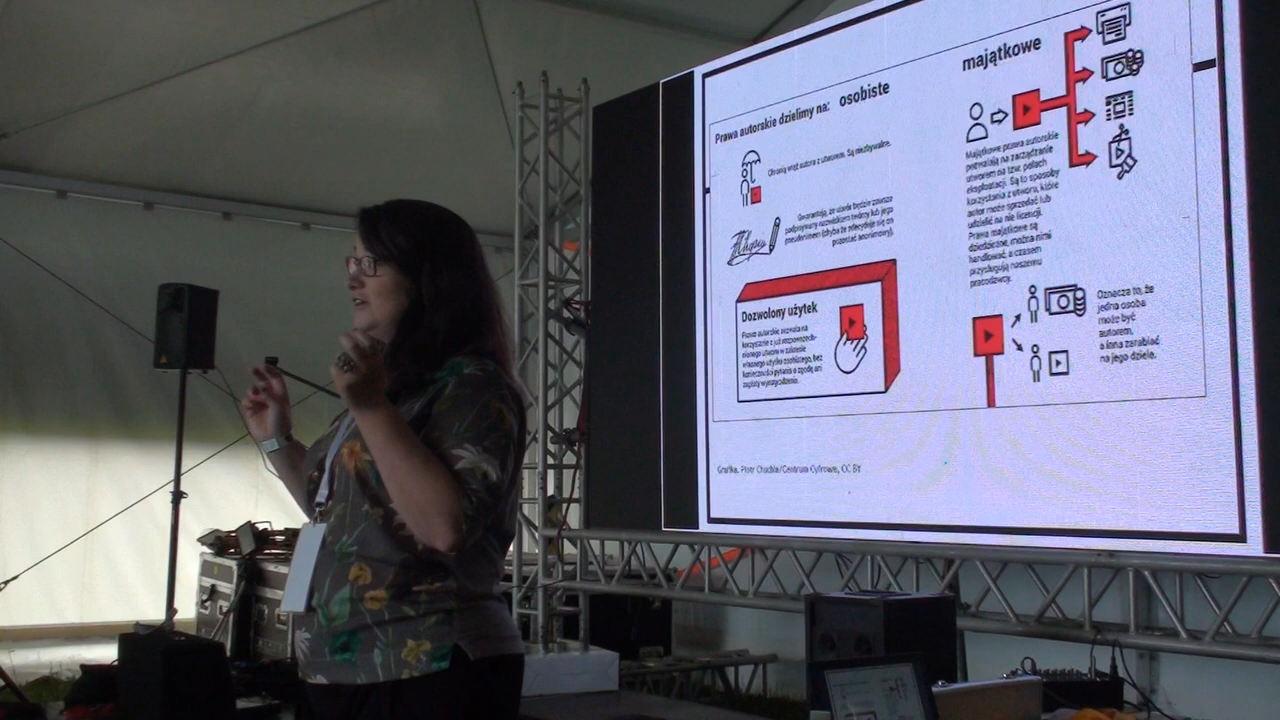 Prawa autorskie dzielimy na: osobiste
majątkowe
Chronią więź autora z utworem. Są niezbywalne.
Gwarantują, że utwór będzie zawsze
podpisywany nazwiskiem twórcy lub jego
pseudonimem (chyba że zdecyduje się on
pozostać anonimowy).
Dozwolony użytek
Prawo autorskie zezwala na
korzystanie z już rozpowszech-
nionego utworu w zakresie
własnego użytku osobistego, bez
konieczności pytania o zgodę ani
zapłaty wynagrodzenia.
Majątkowe prawa autorskie
pozwalają na zarządzanie
utworem na tzw. polach
eksploatacji. Są to sposoby
korzystania z utworu, które
autor może sprzedać lub
udzielić na nie licencji.
Prawa majątkowe są
dziedziczne, można nimi
handlować, a czasem
przysługują naszemu
pracodawcy.
Oznacza to, że
jedna osoba
może być
autorem,
a inna zarabiać
na jego dziele.
Grafika. Piotr Chuchla/Centrum Cyfrowe, CC BY